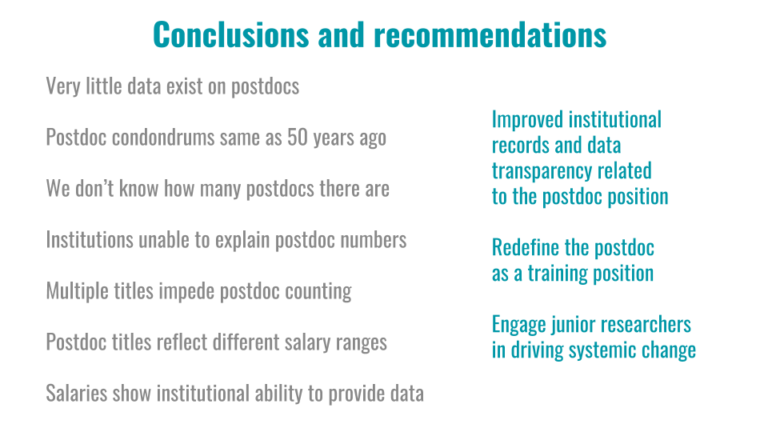 Conclusions and recommendations
Very little data exist on postdocs
Postdoc condondrums same as 50 years ago
We don't know how many postdocs there are
Institutions unable to explain postdoc numbers
Multiple titles impede postdoc counting
Postdoc titles reflect different salary ranges
Salaries show institutional ability to provide data
Improved institutional
records and data
transparency related
to the postdoc position
Redefine the postdoc
as a training position
Engage junior researchers
in driving systemic change